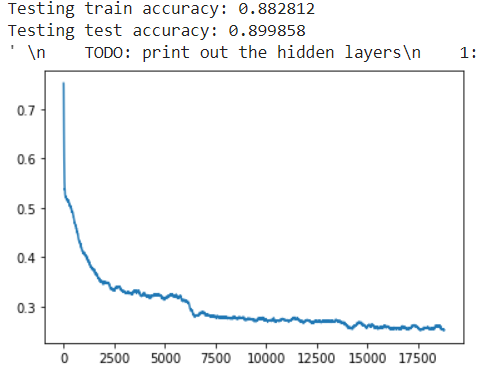 Testing train accuracy: 0.882812
Testing test accuracy: 0.899858
' \n    TODO: print out the hidden layers\n    1:
0.7
0.6
0.5
0.4
0.3
0 2500 5000 7500 10000 12500 15000 17500